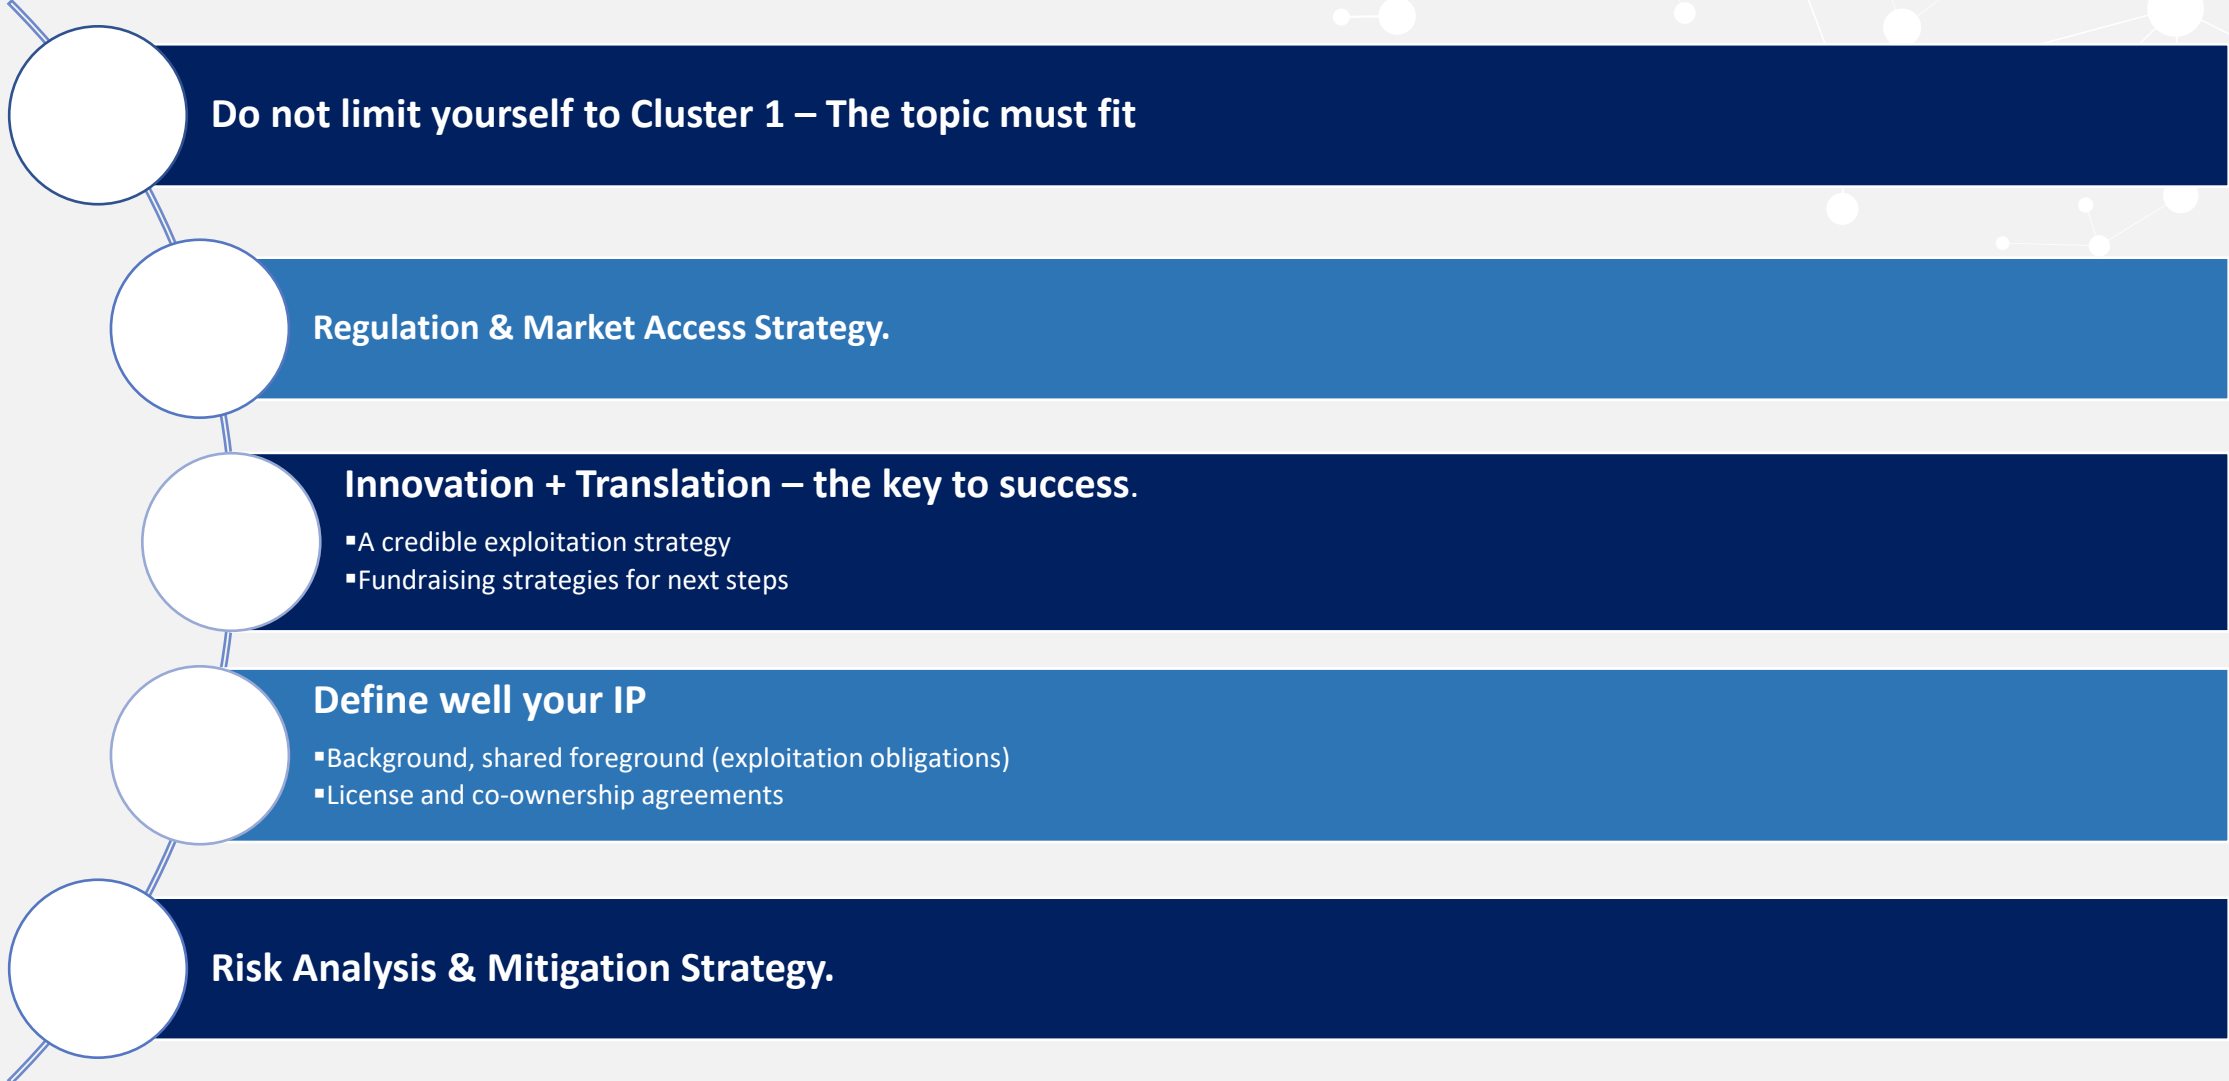 Do not limit yourself to Cluster 1 – The topic must fit
Regulation & Market Access Strategy.
Innovation + Translation – the key to success.
▪A credible exploitation strategy
▪Fundraising strategies for next steps
Define well your IP
▪Background, shared foreground (exploitation obligations)
▪License and co-ownership agreements
Risk Analysis & Mitigation Strategy.